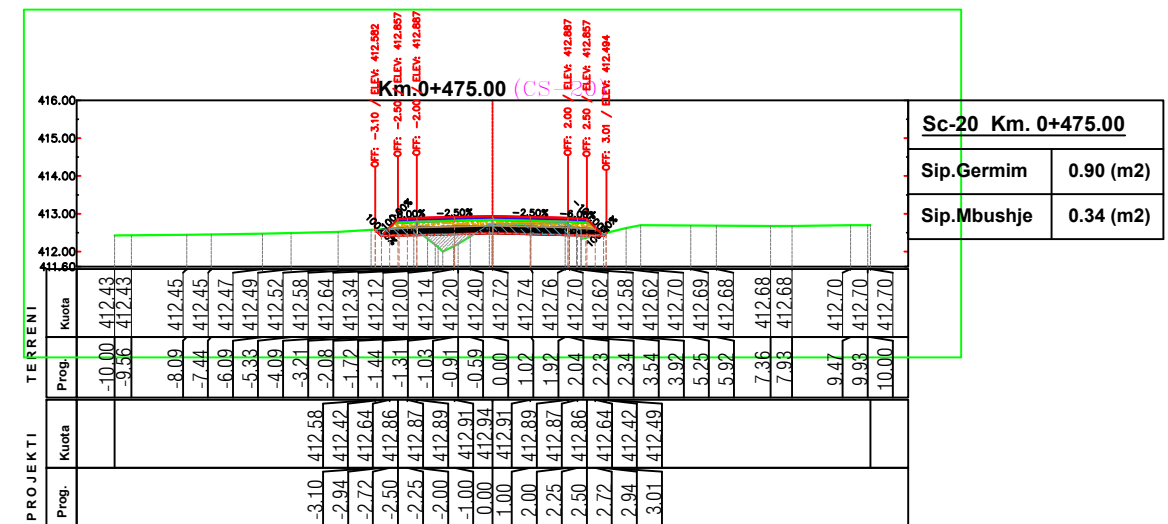 OFF: -3.10 / ELEV: 412.582
OFF: -2.50 / ELEV: 412.857
OFF: -2.00 / ELEV: 412.887
OFF: 2.00 / ELEV: 412.887
OFF: 2.50 / ELEV: 412.857
OFF: 3.01 / ELEV: 412.494
Km.0+475.00 (CS-20)
416.00
415.00
414.00
413.00
412.00
411.60
-2.50% -2.50%
Sc-20 Km. 0+475.00
Sip.Germim 0.90 (m2)
Sip.Mbushje 0.34 (m2)
TERRENI
Kuota 412.43 412.43 412.45 412.45 412.47 412.49 412.52 412.58 412.64 412.34 412.12 412.00 412.14 412.20 412.40 412.72 412.74 412.76 412.70 412.62 412.58 412.62 412.70 412.69 412.68 412.68 412.68 412.70 412.70 412.70
Prog. -10.00 -9.56 -8.09 -7.44 -6.09 -5.33 -4.09 -3.21 -2.08 -1.72 -1.44 -1.31 -1.03 -0.91 -0.59 0.00 1.02 1.92 2.04 2.23 2.34 3.54 3.92 5.25 5.92 7.36 7.93 9.47 9.93 10.00
PROJEKTI
Kuota 412.58 412.42 412.64 412.86 412.87 412.89 412.91 412.94 412.91 412.89 412.87 412.86 412.64 412.42 412.49
Prog. -3.10 -2.94 -2.72 -2.50 -2.25 -2.00 -1.00 0.00 1.00 2.00 2.25 2.50 2.72 2.94 3.01